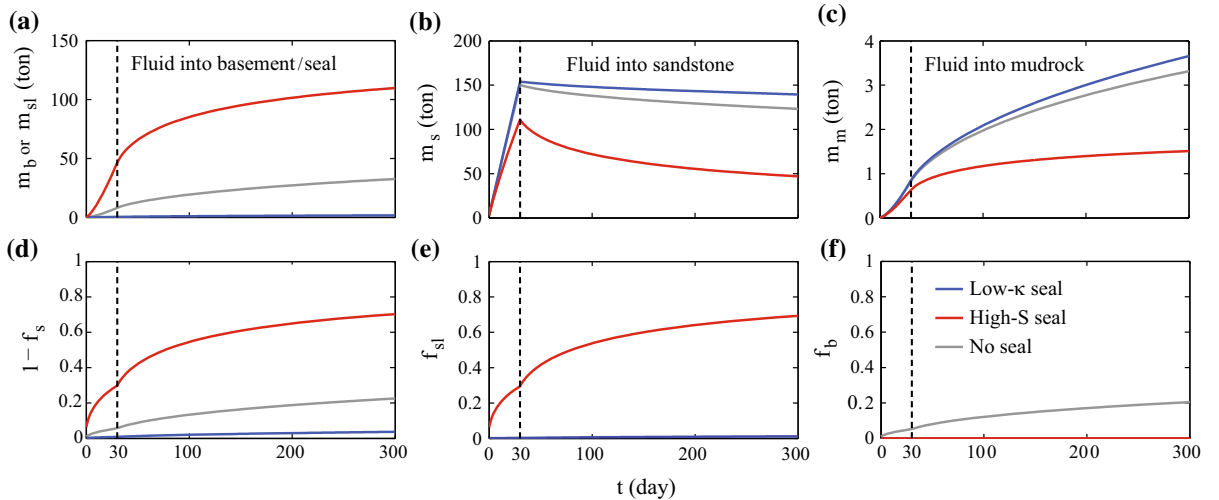 (a)
(b)
(c)
150
100
50
0
m_b or m_sl (ton)
Fluid into basement/seal
200
150
100
50
0
m_s (ton)
Fluid into sandstone
4
3
2
1
0
m_m (ton)
Fluid into mudrock
(d)
(e)
(f)
1
0.8
0.6
0.4
0.2
0
1 − f_s
0 30 100 200 300
1
0.8
0.6
0.4
0.2
0
f_sl
0 30 100 200 300
1
0.8
0.6
0.4
0.2
0
f_b
Low-κ seal
High-S seal
No seal
0 30 100 200 300
t (day)